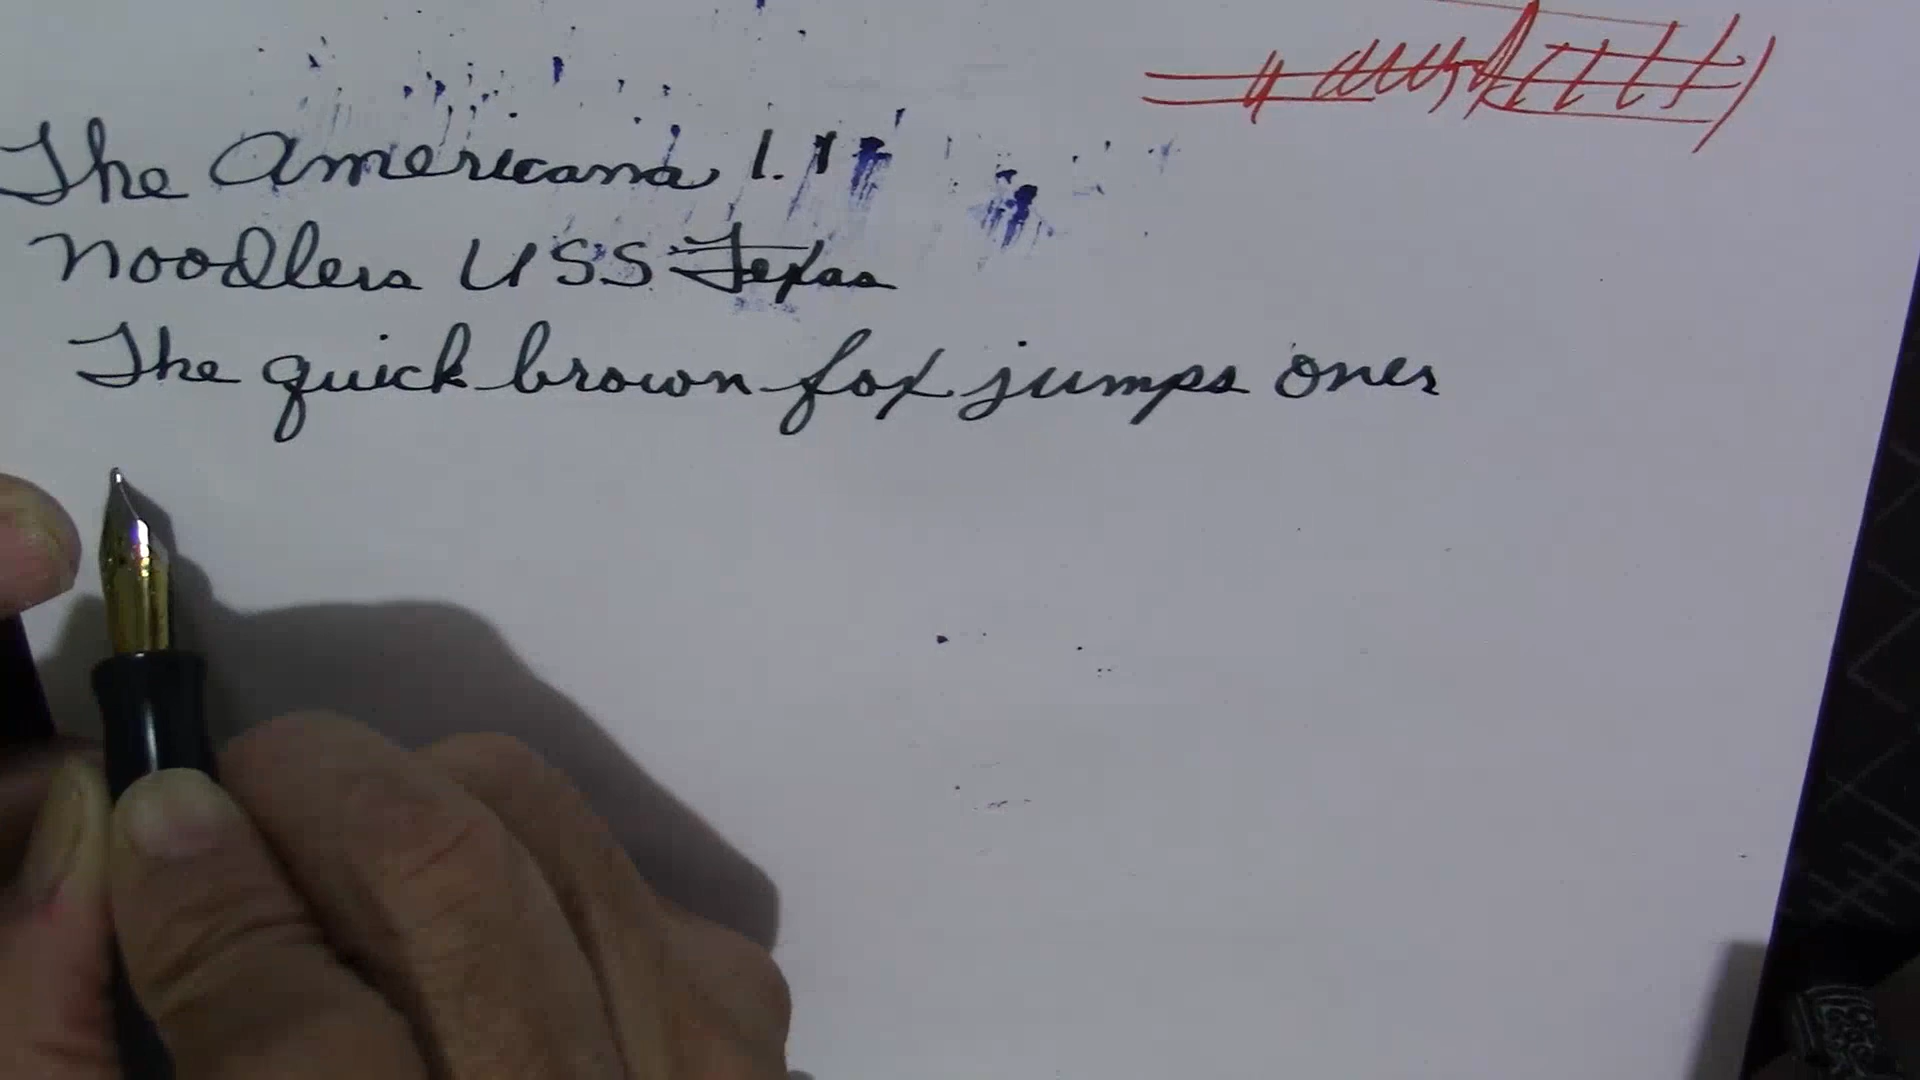 The Americana 1.1
Noodlers USS Texas
The quick brown fox jumps over